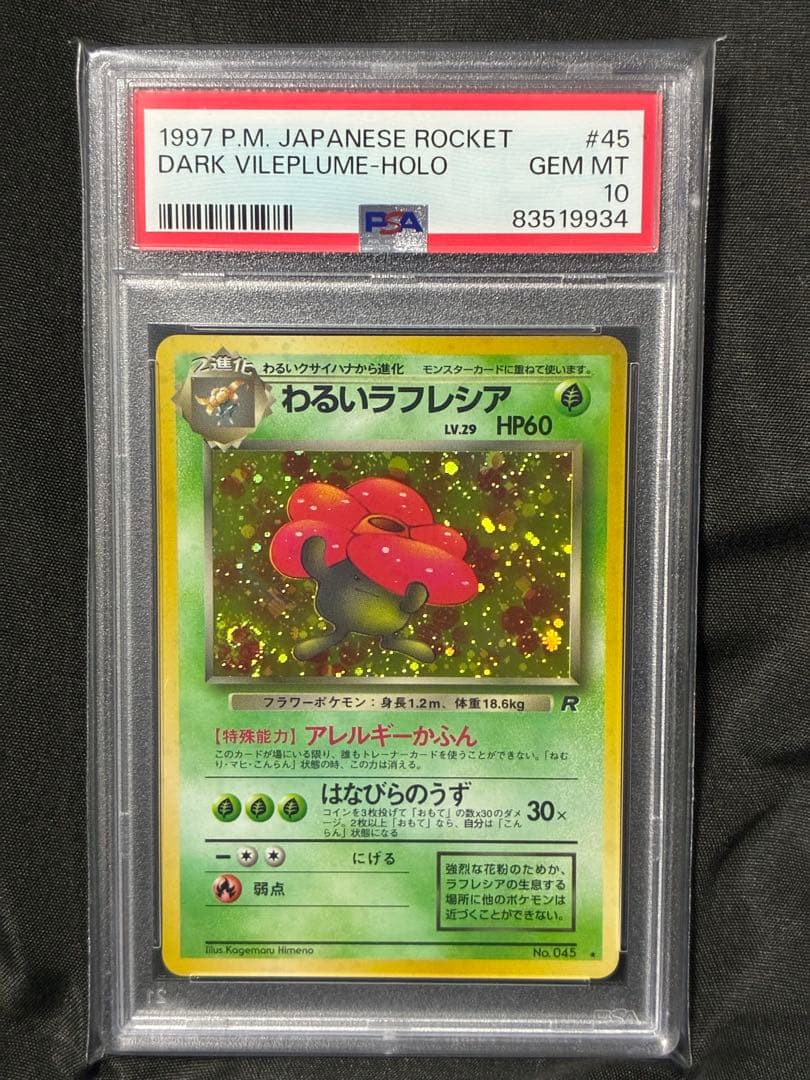 1997 P.M. JAPANESE ROCKET #45
DARK VILEPLUME-HOLO GEM MT
10
83519934
PSA
2進化
わるいクサイハナから進化 モンスターカードに重ねて使います。
わるいラフレシア
LV.29 HP60
フラワーポケモン：身長1.2m、体重18.6kg
R
【特殊能力】アレルギーかふん
このカードが場にいる限り、誰もトレーナーカードを使うことができない。「ねむ
り・マヒ・こんらん」状態の時、この力は消える。
はなびらのうず
コインを3枚投げて「おもて」の数x30のダメ
ージ。2枚以上「おもて」なら、自分は「こん
らん」状態になる
30×
にげる
弱点
強烈な花粉のためか、
ラフレシアの生息する
場所に他のポケモンは
近づくことができない。
Illus.Kagemaru Himeno
No.045 ★
PSA